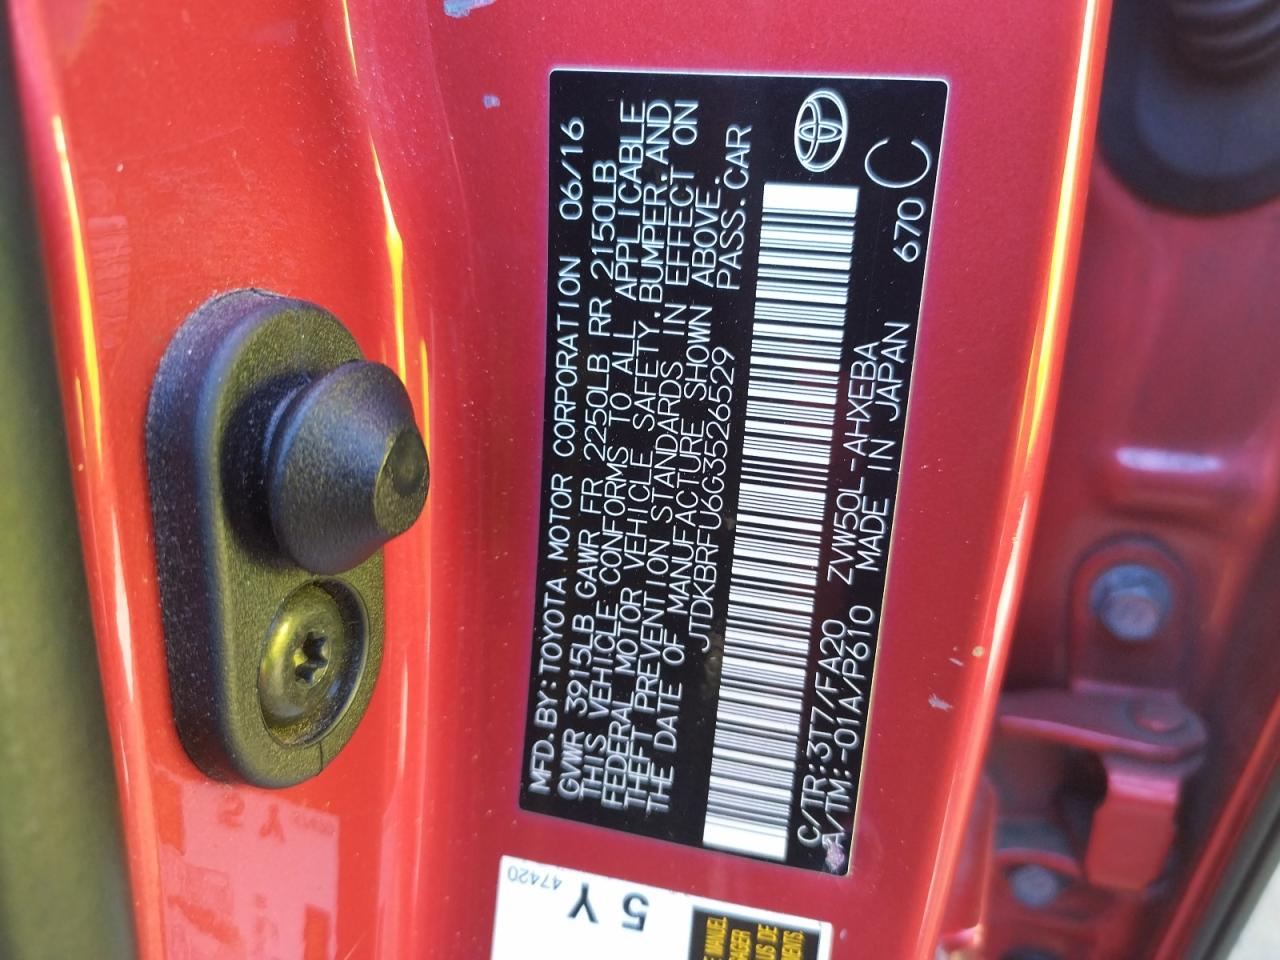 MFD.BY:TOYOTA MOTOR CORPORATION 06/16
GVWR 3915LB GAWR FR 2250LB RR 2150LB
THIS VEHICLE CONFORMS TO ALL APPLICABLE
FEDERAL MOTOR VEHICLE SAFETY,BUMPER,AND
THEFT PREVENTION STANDARDS IN EFFECT ON
THE DATE OF MANUFACTURE SHOWN ABOVE.
JTDKBRFU6G3526529 PASS.CAR
C/TR:3T7/FA20 ZVW50L-AHXEBA
A/TM:-01A/P610 MADE IN JAPAN 670 C
5 Y
47420